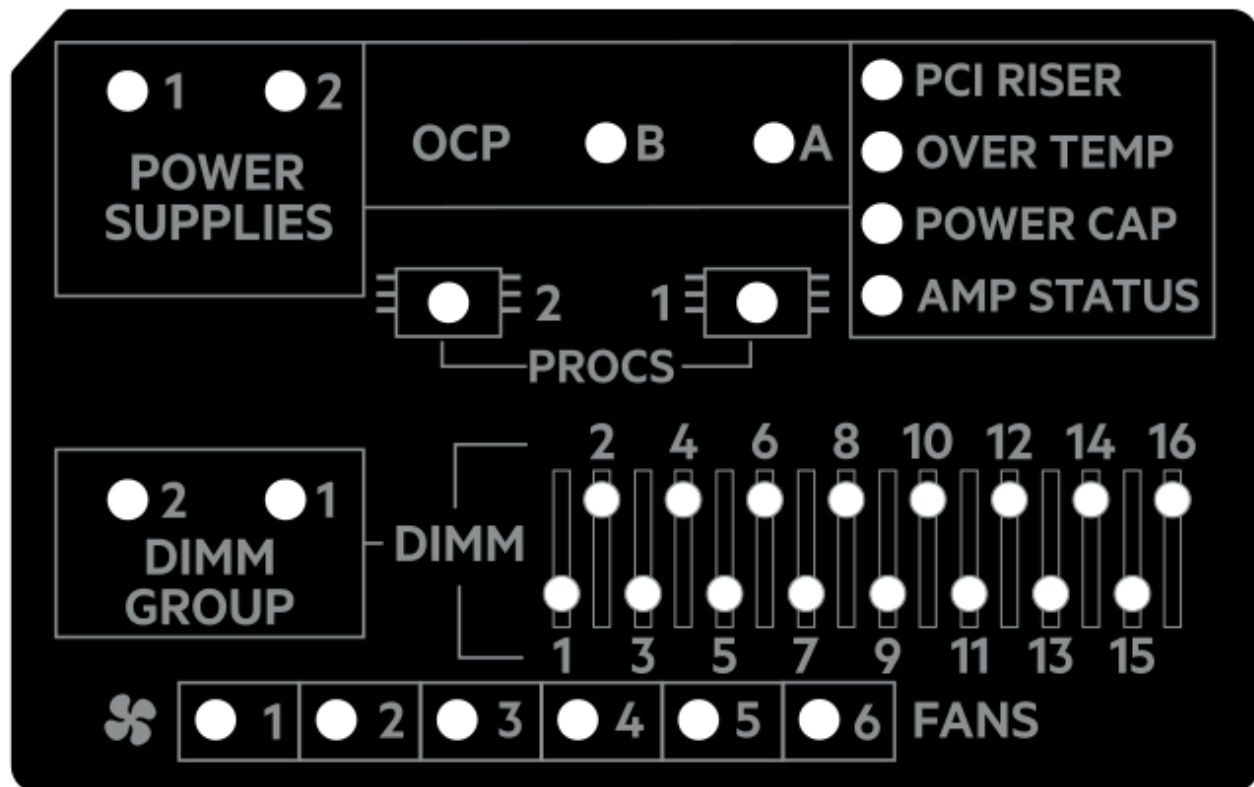 1 2
POWER
SUPPLIES
OCP B A
PCI RISER
OVER TEMP
POWER CAP
AMP STATUS
2 1
PROCS
2 1
DIMM
GROUP
DIMM
2 4 6 8 10 12 14 16
1 3 5 7 9 11 13 15
1 2 3 4 5 6 FANS